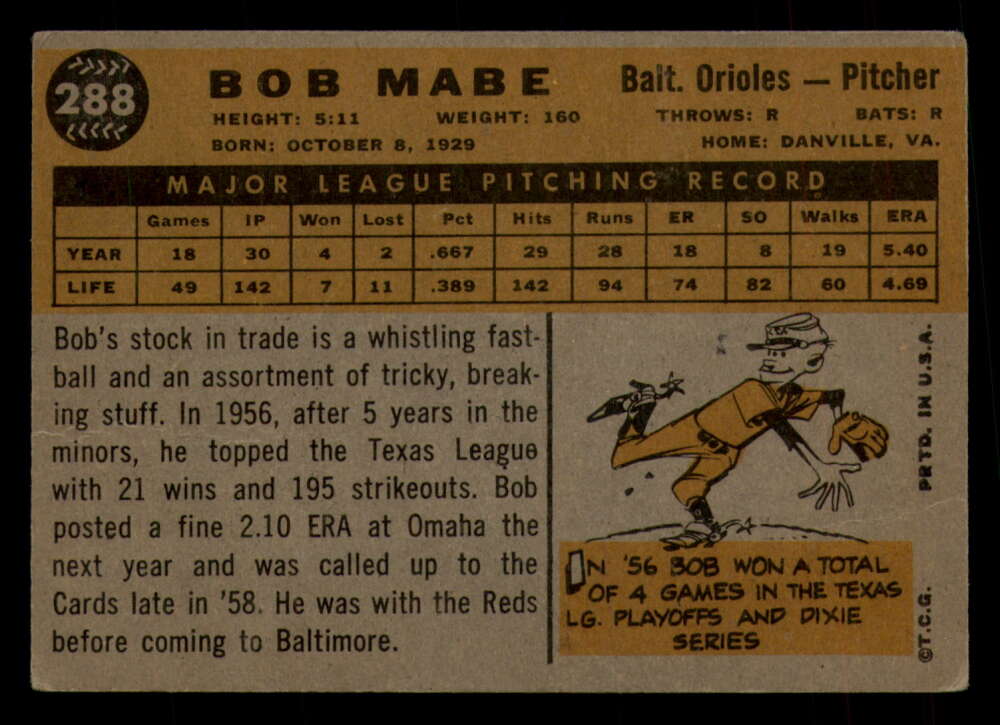 288
BOB MABE
Balt. Orioles — Pitcher
HEIGHT: 5:11 WEIGHT: 160 THROWS: R BATS: R
BORN: OCTOBER 8, 1929 HOME: DANVILLE, VA.
MAJOR LEAGUE PITCHING RECORD
Games IP Won Lost Pct Hits Runs ER SO Walks ERA
YEAR 18 30 4 2 .667 29 28 18 8 19 5.40
LIFE 49 142 7 11 .389 142 94 74 82 60 4.69
Bob's stock in trade is a whistling fast-
ball and an assortment of tricky, break-
ing stuff. In 1956, after 5 years in the
minors, he topped the Texas League
with 21 wins and 195 strikeouts. Bob
posted a fine 2.10 ERA at Omaha the
next year and was called up to the
Cards late in '58. He was with the Reds
before coming to Baltimore.
TEX
IN '56 BOB WON A TOTAL
OF 4 GAMES IN THE TEXAS
LG. PLAYOFFS AND DIXIE
SERIES
©T.C.G. PRTD. IN U.S.A.